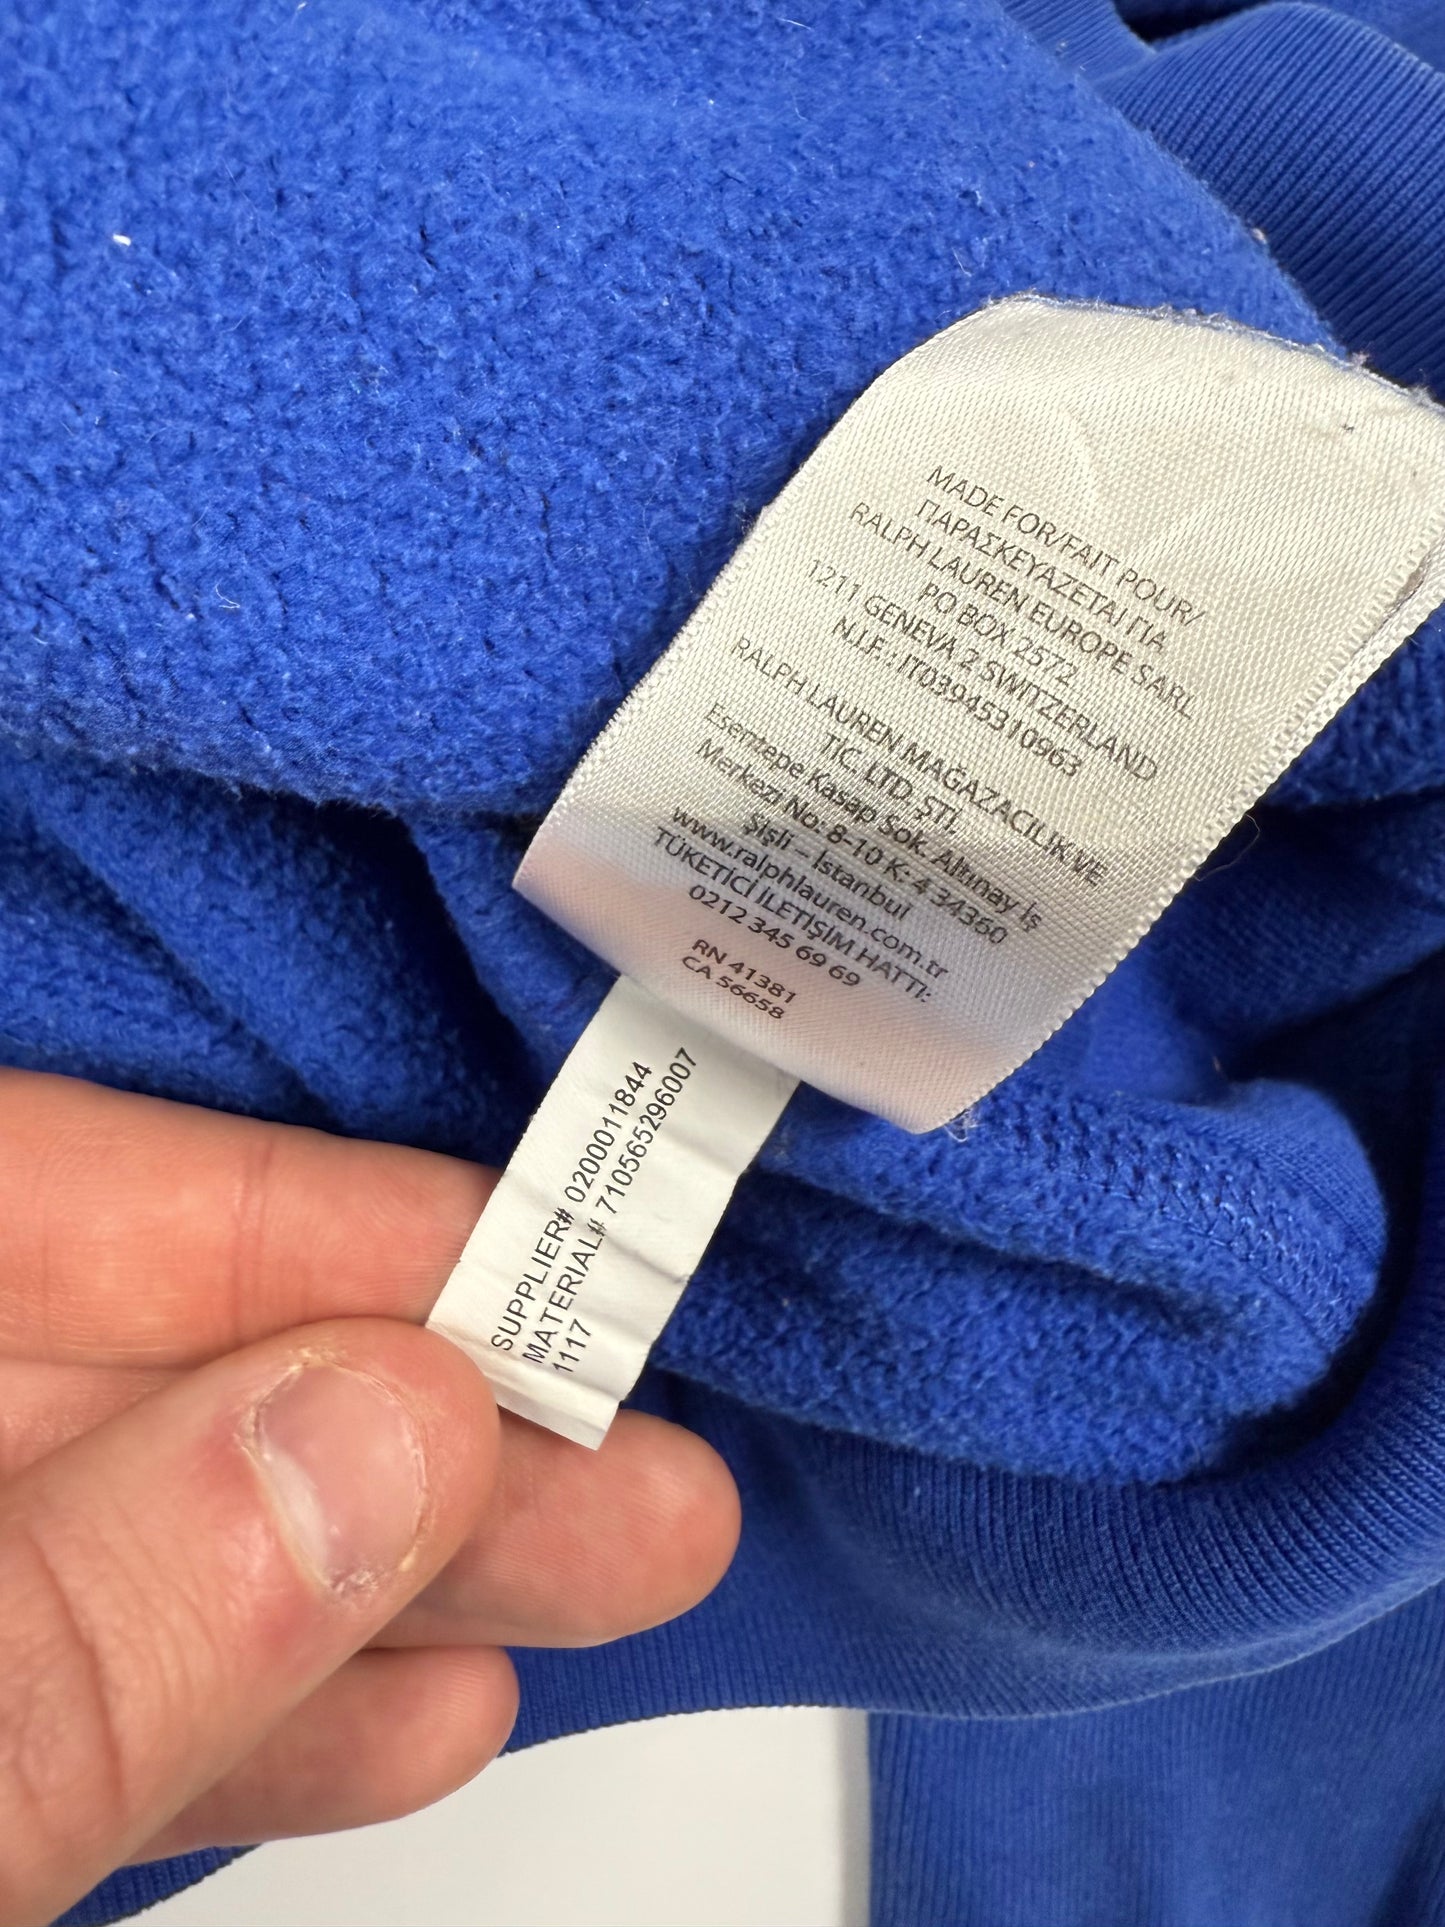 MADE FOR/FAIT POUR/
ΠΑΡΑΣΚΕΥΑΖΕΤΑΙ ΓΙΑ
RALPH LAUREN EUROPE SARL
PO BOX 2572
1211 GENEVA 2 SWITZERLAND
N.I.F.: IT03945310963
RALPH LAUREN MAĞAZACILIK VE
TİC. LTD. ŞTİ.
Esentepe Kasap Sok. Altınay İş
Merkezi No: 8-10 K: 4 34360
Şişli – İstanbul
www.ralphlauren.com.tr
TÜKETİCİ İLETİŞİM HATTI:
0212 345 69 69
RN 41381
CA 56658
SUPPLIER# 0200011844
MATERIAL# 710565296007
1117